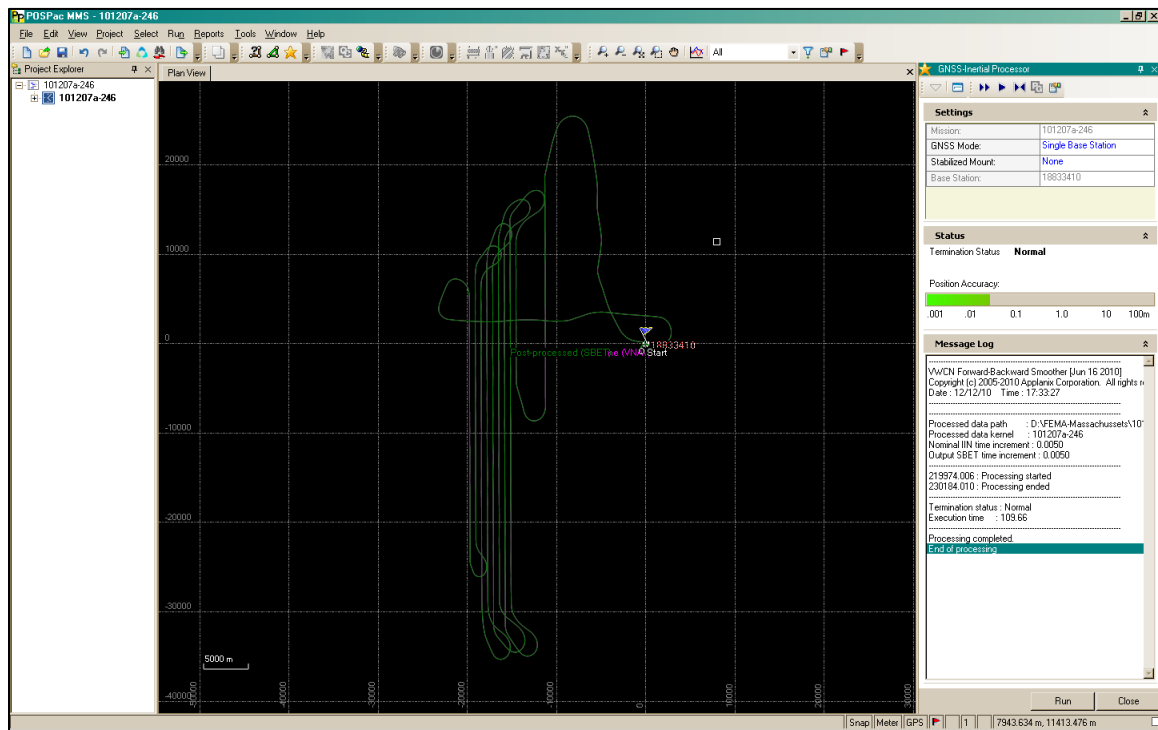 POSPac MMS - 101207a-246
File Edit View Project Select Run Reports Tools Window Help
All
Project Explorer
101207a-246
101207a-246
Plan View
20000
10000
0
-10000
-20000
-30000
-40000
-50000
-40000
-30000
-20000
-10000
0
10000
20000
30000
18833410
Start
5000 m
GNSS-Inertial Processor
Settings
Mission: 101207a-246
GNSS Mode: Single Base Station
Stabilized Mount: None
Base Station: 18833410
Status
Termination Status Normal
Position Accuracy:
.001 .01 0.1 1.0 10 100m
Message Log
VWCN Forward-Backward Smoother [Jun 16 2010]
Copyright (c) 2005-2010 Applanix Corporation. All rights r
Date : 12/12/10 Time : 17:33:27
Processed data path : D:\FEMA-Massachussets\10
Processed data kernel : 101207a-246
Nominal IIN time increment : 0.0050
Output SBET time increment : 0.0050
219974.006 : Processing started
230184.010 : Processing ended
Termination status : Normal
Execution time : 109.66
Processing completed.
End of processing
Run Close
Snap Meter GPS 1 7943.634 m, 11413.476 m